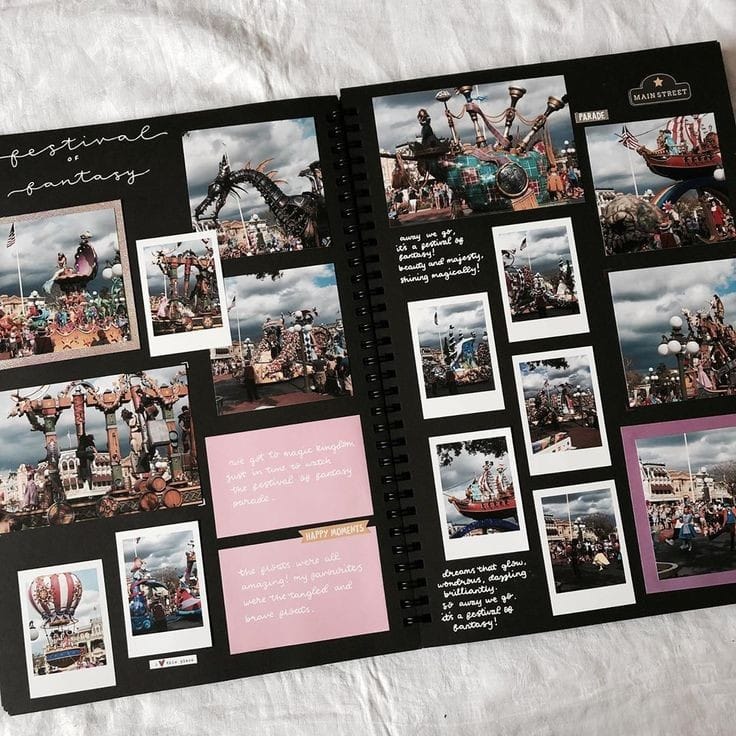 festival
of
fantasy
we got to magic kingdom
just in time to watch
the festival of fantasy
parade.
HAPPY MOMENTS
the floats were all
amazing! my favourites
were the tangled and
brave floats.
I ♥ this place
MAIN STREET
PARADE
away we go,
it's a festival of
fantasy!
beauty and majesty,
shining magically!
dreams that glow,
wondrous, dazzling
brilliantly.
so away we go,
it's a festival of
fantasy!